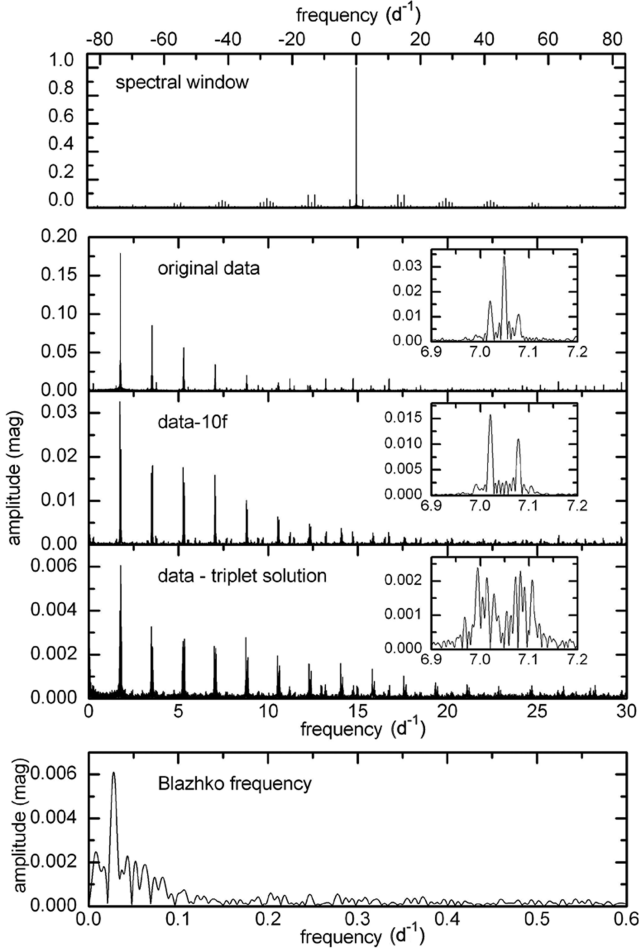 frequency (d⁻¹)
-80 -60 -40 -20 0 20 40 60 80
1.0
spectral window
0.8
0.6
0.4
0.2
0.0
0.20
original data
0.15
0.10
0.05
0.00
0.03
0.02
0.01
0.00
6.9 7.0 7.1 7.2
amplitude (mag)
data-10f
0.03
0.02
0.01
0.00
0.015
0.010
0.005
0.000
6.9 7.0 7.1 7.2
data - triplet solution
0.006
0.004
0.002
0.000
0.002
0.001
0.000
6.9 7.0 7.1 7.2
0 5 10 15 20 25 30
frequency (d⁻¹)
amplitude (mag)
Blazhko frequency
0.006
0.004
0.002
0.000
0.0 0.1 0.2 0.3 0.4 0.5 0.6
frequency (d⁻¹)